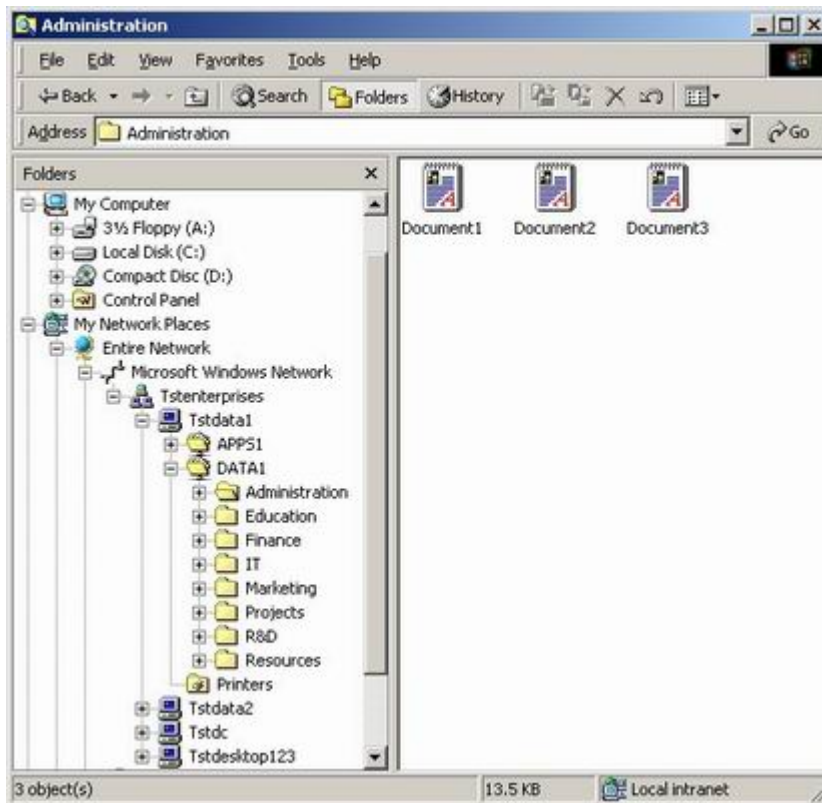 Administration
File Edit View Favorites Tools Help
Back Search Folders History
Address Administration Go
Folders
My Computer
3½ Floppy (A:)
Local Disk (C:)
Compact Disc (D:)
Control Panel
My Network Places
Entire Network
Microsoft Windows Network
Tstenterprises
Tstdata1
APPS1
DATA1
Administration
Education
Finance
IT
Marketing
Projects
R&D
Resources
Printers
Tstdata2
Tstdc
Tstdesktop123
Document1 Document2 Document3
3 object(s) 13.5 KB Local intranet